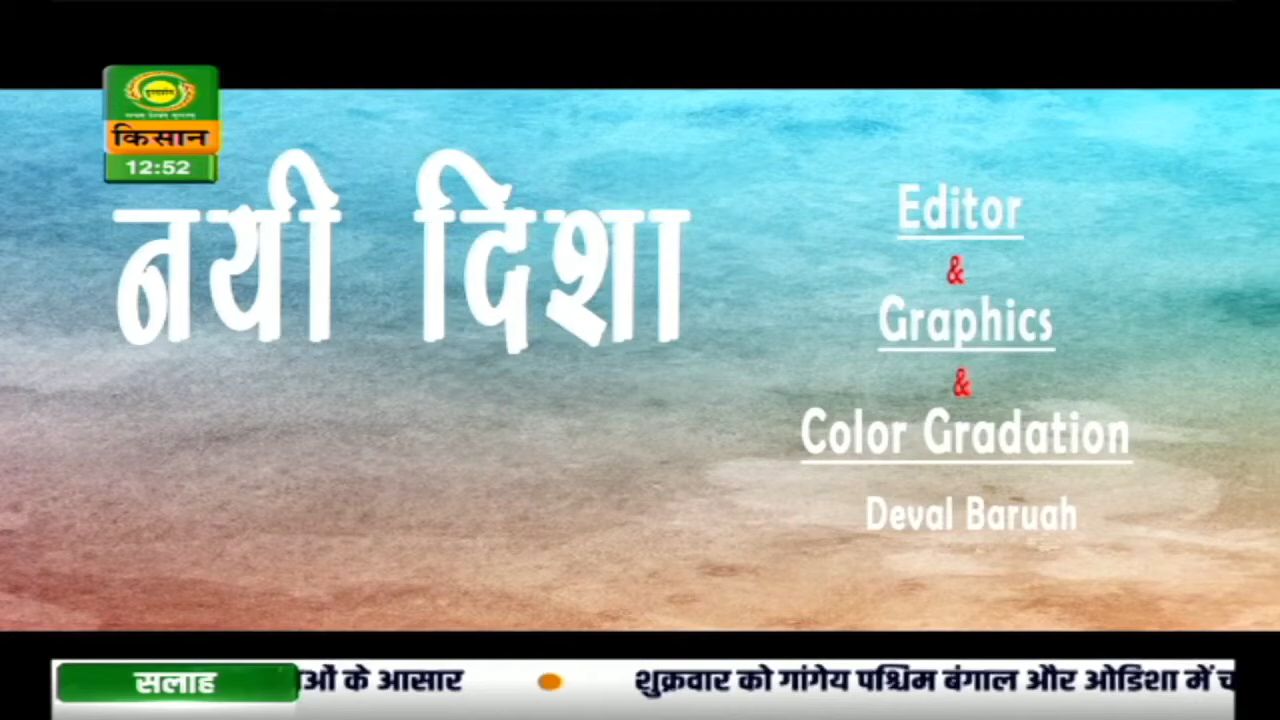 किसान
12:52
नयी दिशा
Editor
&
Graphics
&
Color Gradation
Deval Baruah
सलाह
के आसार
शुक्रवार को गांगेय पश्चिम बंगाल और ओडिशा में